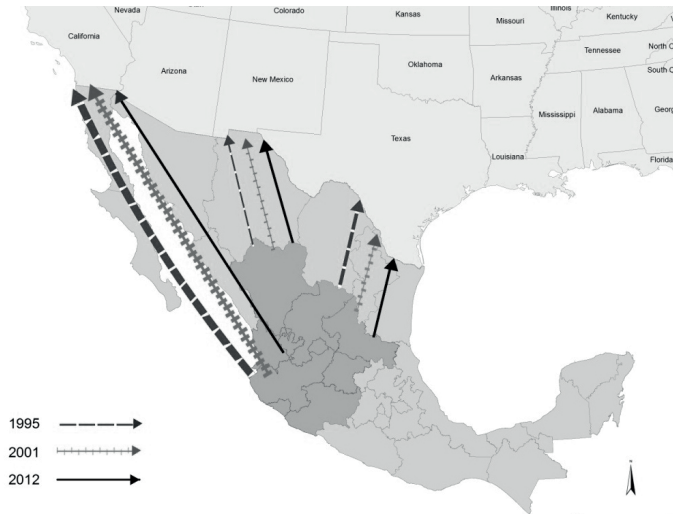 Nevada
Colorado
Kansas
Missouri
Illinois
Kentucky
California
Tennessee
Oklahoma
Arizona
New Mexico
Arkansas
South C
Mississippi
Alabama
Georg
Texas
Louisiana
Florida
1995
2001
2012